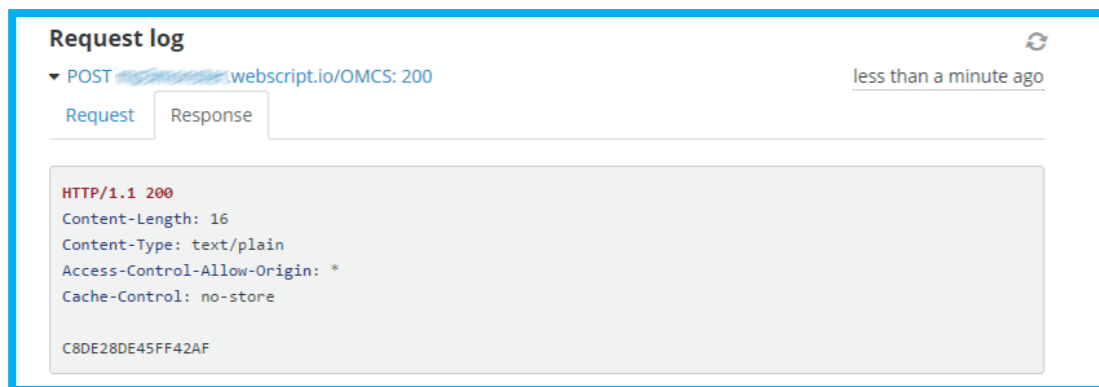 Request log
POST .webscript.io/OMCS: 200
less than a minute ago
Request
Response
HTTP/1.1 200
Content-Length: 16
Content-Type: text/plain
Access-Control-Allow-Origin: *
Cache-Control: no-store
C8DE28DE45FF42AF